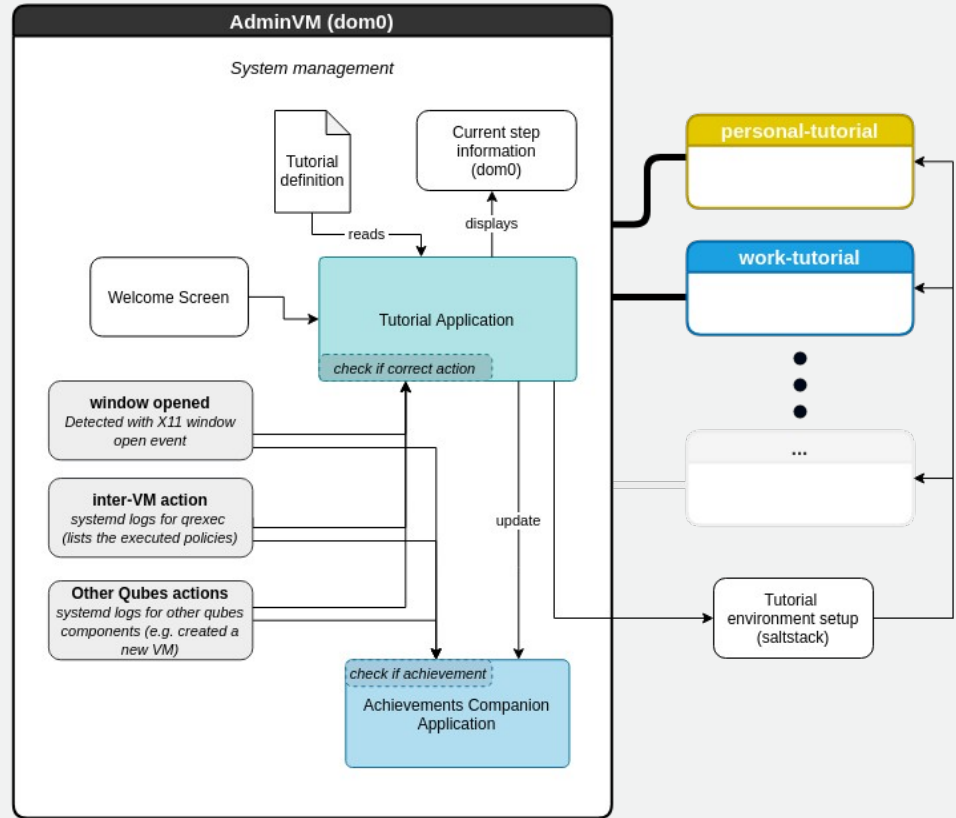 AdminVM (dom0)
System management
Tutorial
definition
Current step
information
(dom0)
reads
displays
Welcome Screen
Tutorial Application
check if correct action
window opened
Detected with X11 window
open event
inter-VM action
systemd logs for qrexec
(lists the executed policies)
Other Qubes actions
systemd logs for other qubes
components (e.g. created a
new VM)
update
check if achievement
Achievements Companion
Application
personal-tutorial
work-tutorial
...
Tutorial
environment setup
(saltstack)